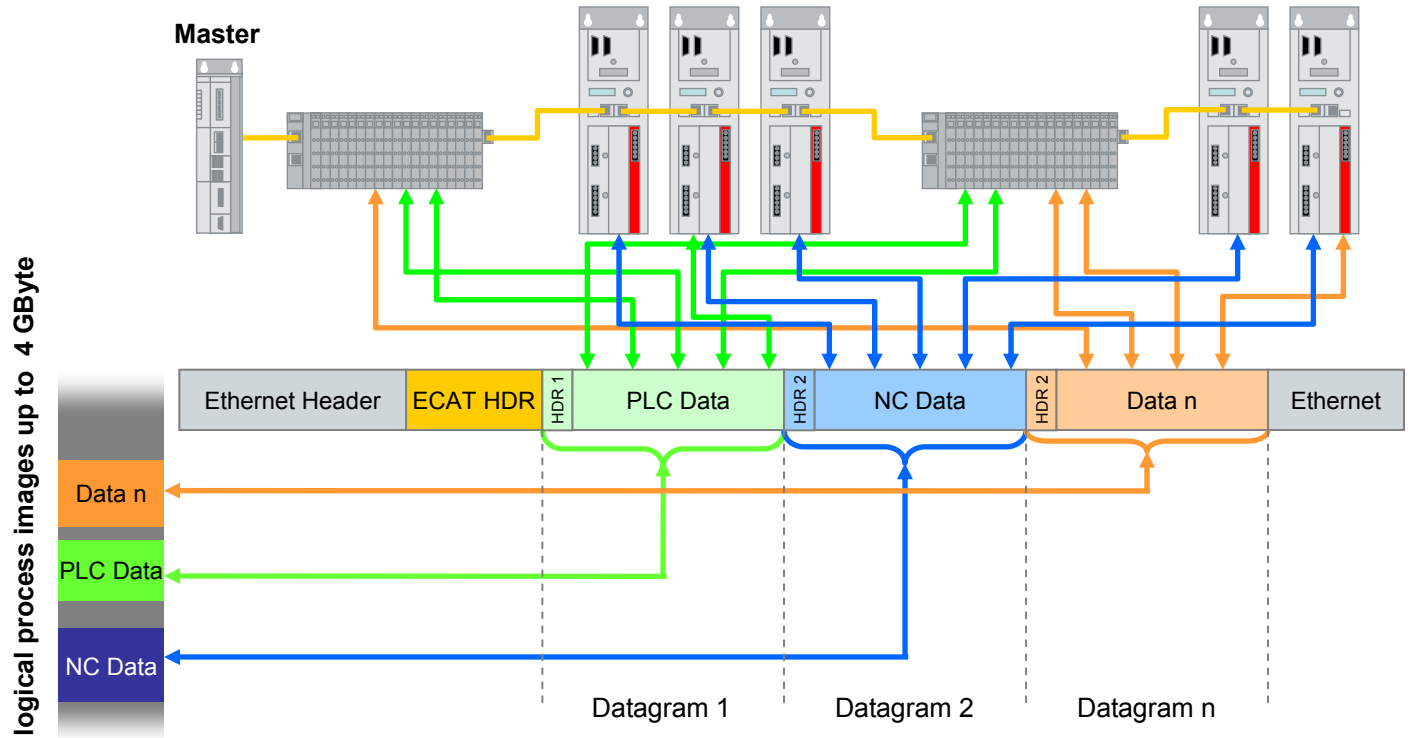 Master
logical process images up to 4 GByte
Ethernet Header
ECAT HDR
HDR 1
PLC Data
HDR 2
NC Data
HDR 2
Data n
Ethernet
Data n
PLC Data
NC Data
Datagram 1
Datagram 2
Datagram n